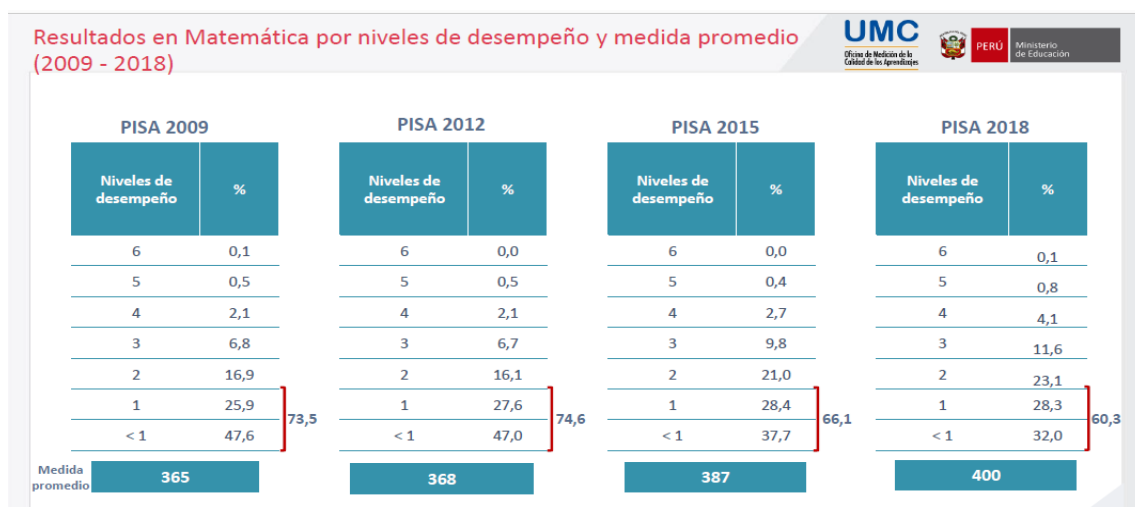 Resultados en Matemática por niveles de desempeño y medida promedio
(2009 - 2018)
UMC
Oficina de Medición de la
Calidad de los Aprendizajes
PERÚ
Ministerio
de Educación
PISA 2009
Niveles de
desempeño %
6 0,1
5 0,5
4 2,1
3 6,8
2 16,9
1 25,9
< 1 47,6
73,5
Medida
promedio
365
PISA 2012
Niveles de
desempeño %
6 0,0
5 0,5
4 2,1
3 6,7
2 16,1
1 27,6
< 1 47,0
74,6
368
PISA 2015
Niveles de
desempeño %
6 0,0
5 0,4
4 2,7
3 9,8
2 21,0
1 28,4
< 1 37,7
66,1
387
PISA 2018
Niveles de
desempeño %
6 0,1
5 0,8
4 4,1
3 11,6
2 23,1
1 28,3
< 1 32,0
60,3
400